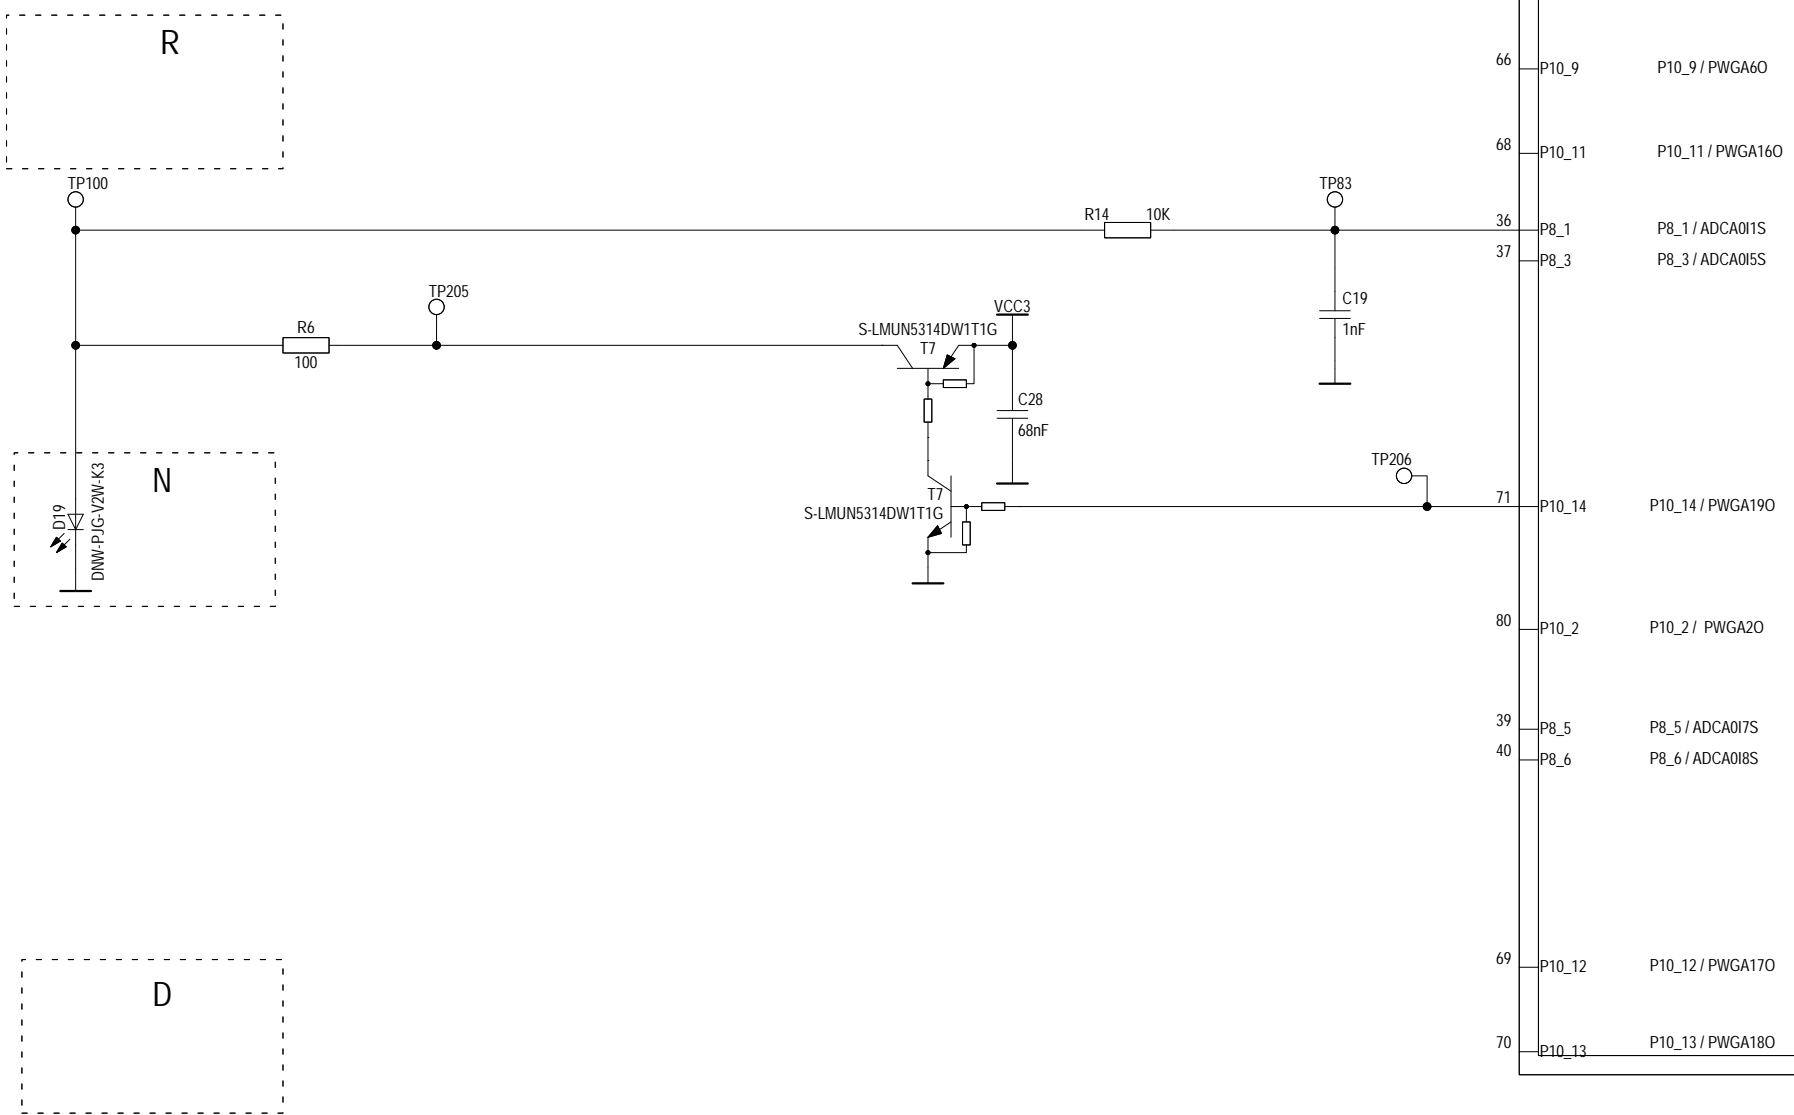 R
66
P10_9
P10_9 / PWGA6O
68
P10_11
P10_11 / PWGA16O
TP100
TP83
R14
10K
36
P8_1
P8_1 / ADCA0I1S
37
P8_3
P8_3 / ADCA0I5S
TP205
C19
1nF
VCC3
R6
100
S-LMUN5314DW1T1G
T7
C28
68nF
N
TP206
D19
DNW-PJG-V2W-K3
T7
S-LMUN5314DW1T1G
71
P10_14
P10_14 / PWGA19O
80
P10_2
P10_2 / PWGA2O
39
P8_5
P8_5 / ADCA0I7S
40
P8_6
P8_6 / ADCA0I8S
D
69
P10_12
P10_12 / PWGA17O
70
P10_13
P10_13 / PWGA18O